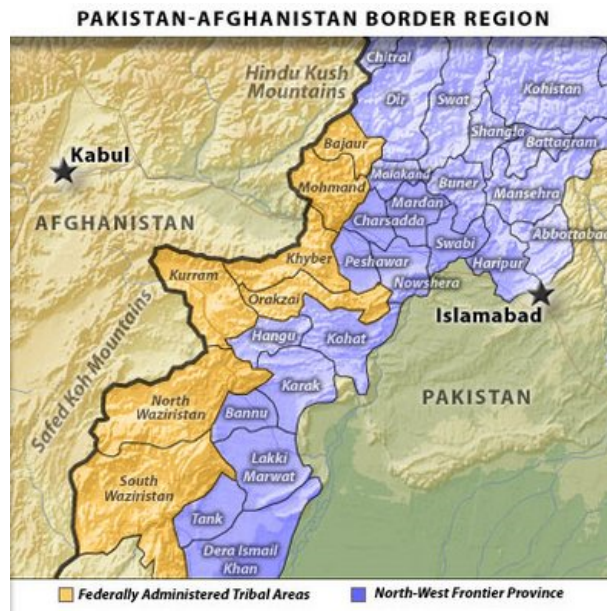 PAKISTAN-AFGHANISTAN BORDER REGION
Chitral
Hindu Kush
Mountains
Dir
Swat
Kohistan
Shangla
Battagram
Bajaur
Kabul
Malakand
Buner
Mansehra
Mohmand
Mardan
AFGHANISTAN
Charsadda
Abbottabad
Swabi
Khyber
Peshawar
Haripur
Kurram
Nowshera
Orakzai
Islamabad
Hangu
Kohat
Safed Koh Mountains
Karak
PAKISTAN
North
Waziristan
Bannu
Lakki
Marwat
South
Waziristan
Tank
Dera Ismail
Khan
Federally Administered Tribal Areas
North-West Frontier Province